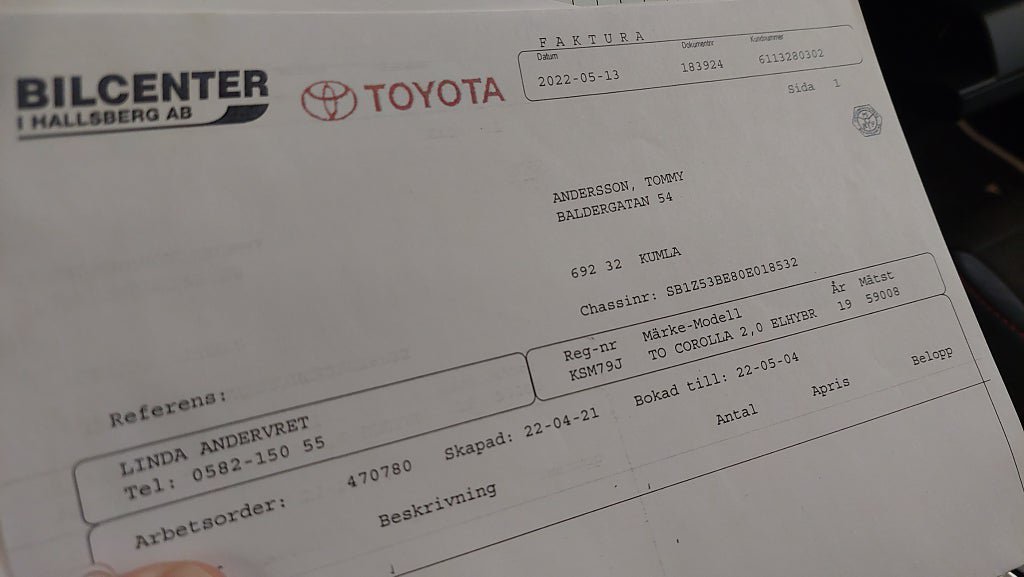 BILCENTER
I HALLSBERG AB
TOYOTA
FAKTURA
Datum Dokumentnr Kundnummer
2022-05-13 183924 6113280302
Sida 1
ANDERSSON, TOMMY
BALDERGATAN 54
692 32 KUMLA
Chassinr: SB1Z53BE80E018532
Reg-nr Märke-Modell År Mätst
KSM79J TO COROLLA 2,0 ELHYBR 19 59008
Referens:
LINDA ANDERVRET
Tel: 0582-150 55
Arbetsorder: 470780 Skapad: 22-04-21 Bokad till: 22-05-04
Beskrivning Antal Apris Belopp